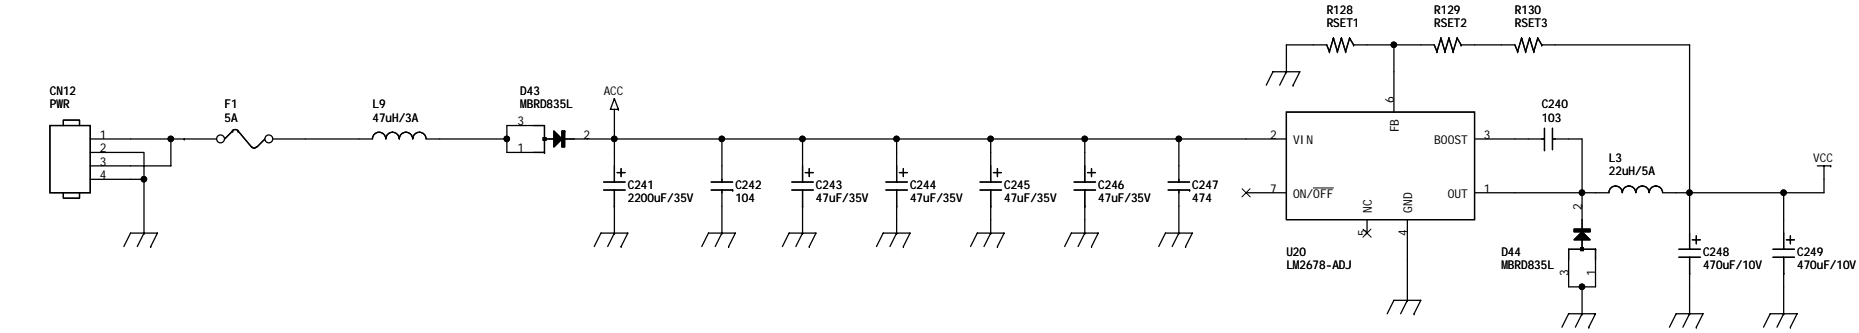 R128
RSET1
R129
RSET2
R130
RSET3
CN12
PWR
1
2
3
4
F1
5A
L9
47uH/3A
D43
MBRD835L
3
1
2
ACC
C241
2200uF/35V
C242
104
C243
47uF/35V
C244
47uF/35V
C245
47uF/35V
C246
47uF/35V
C247
474
2
VIN
7
ON/OFF
6
FB
BOOST
3
OUT
1
NC
5
GND
4
U20
LM2678-ADJ
C240
103
L3
22uH/5A
VCC
2
D44
MBRD835L
3
1
C248
470uF/10V
C249
470uF/10V